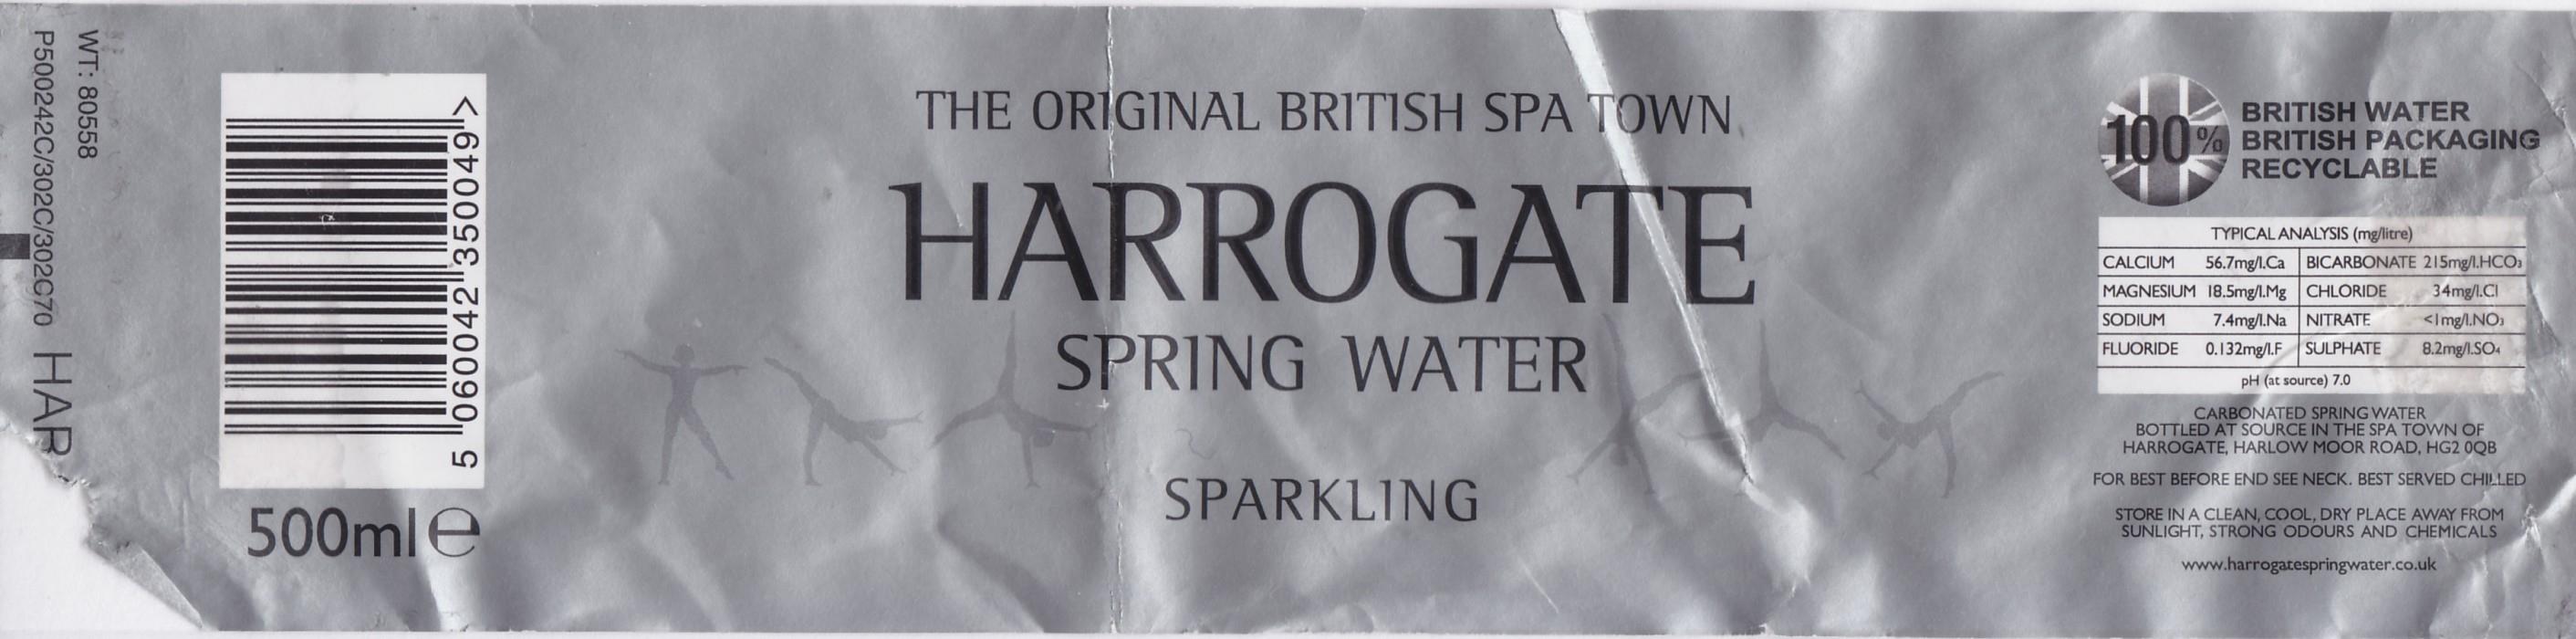 WT: 80558
P500242C/302C/302C70 HAR
5 060042 350049 >
500ml e
THE ORIGINAL BRITISH SPA TOWN
HARROGATE
SPRING WATER
SPARKLING
100%
BRITISH WATER
BRITISH PACKAGING
RECYCLABLE
TYPICAL ANALYSIS (mg/litre)
CALCIUM 56.7mg/l.Ca BICARBONATE 215mg/l.HCO₃
MAGNESIUM 18.5mg/l.Mg CHLORIDE 34mg/l.Cl
SODIUM 7.4mg/l.Na NITRATE <1mg/l.NO₃
FLUORIDE 0.132mg/l.F SULPHATE 8.2mg/l.SO₄
pH (at source) 7.0
CARBONATED SPRING WATER
BOTTLED AT SOURCE IN THE SPA TOWN OF
HARROGATE, HARLOW MOOR ROAD, HG2 0QB
FOR BEST BEFORE END SEE NECK. BEST SERVED CHILLED
STORE IN A CLEAN, COOL, DRY PLACE AWAY FROM
SUNLIGHT, STRONG ODOURS AND CHEMICALS
www.harrogatespringwater.co.uk